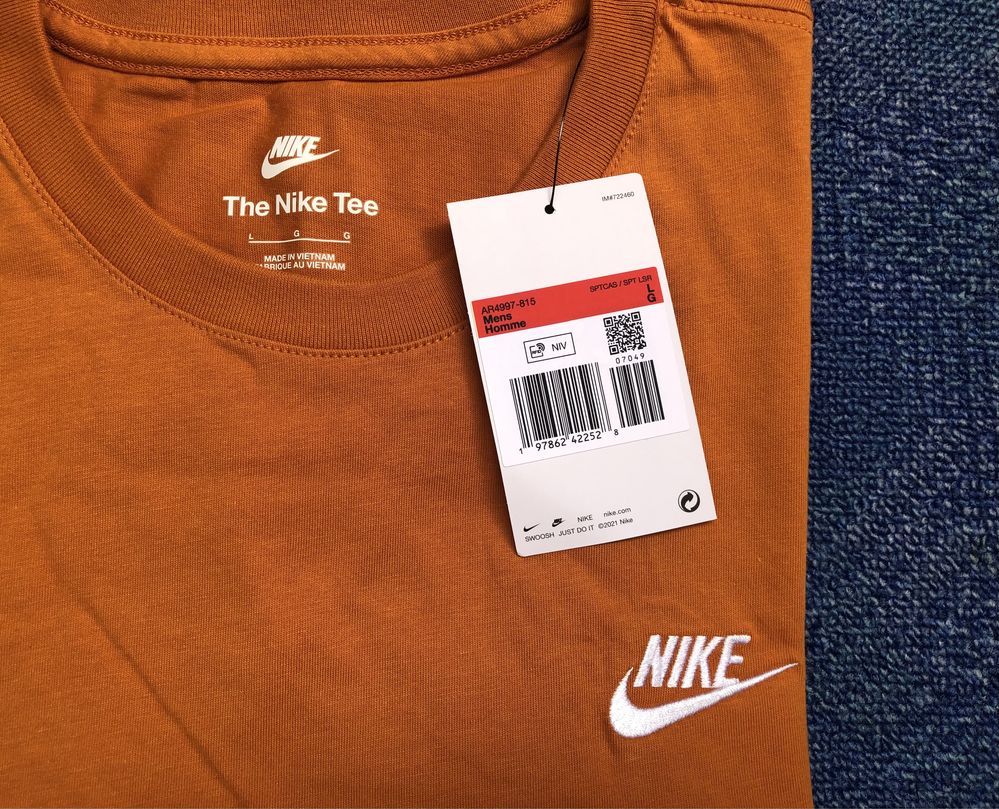 NIKE
The Nike Tee
L G G
MADE IN VIETNAM
FABRIQUE AU VIETNAM
IM#722460
AR4997-815 SPTCAS / SPT LSR
Mens L
Homme G
RFID NIV
07049
1 97862 42252 8
NIKE nike.com
SWOOSH JUST DO IT ©2021 Nike
NIKE